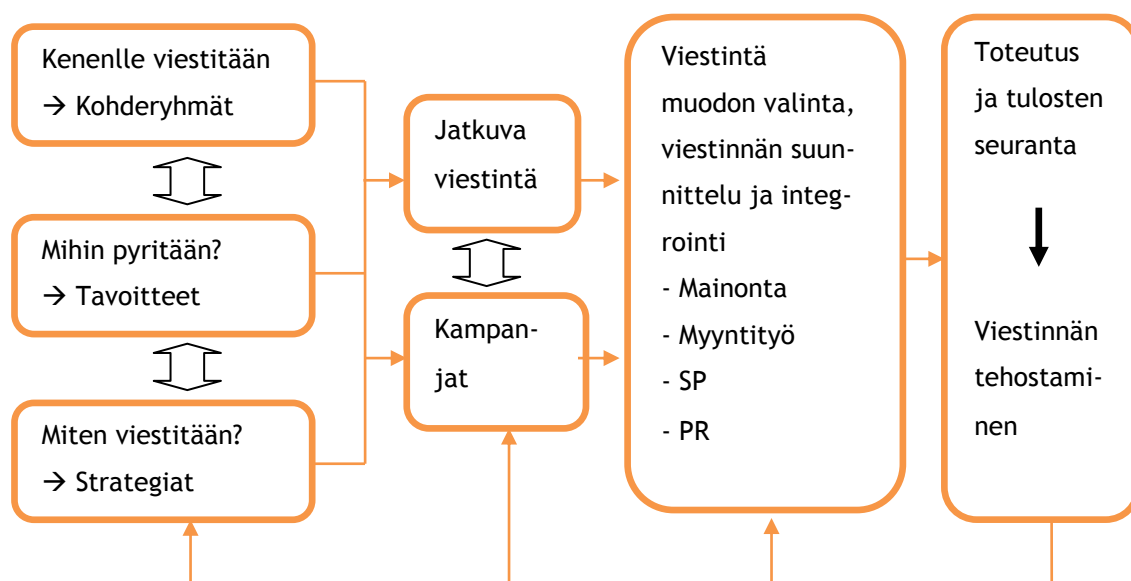 Kenenlle viestitään
→ Kohderyhmät
Mihin pyritään?
→ Tavoitteet
Miten viestitään?
→ Strategiat
Jatkuva
viestintä
Kampan-
jat
Viestintä
muodon valinta,
viestinnän suun-
nittelu ja integ-
rointi
- Mainonta
- Myyntityö
- SP
- PR
Toteutus
ja tulosten
seuranta
Viestinnän
tehostami-
nen